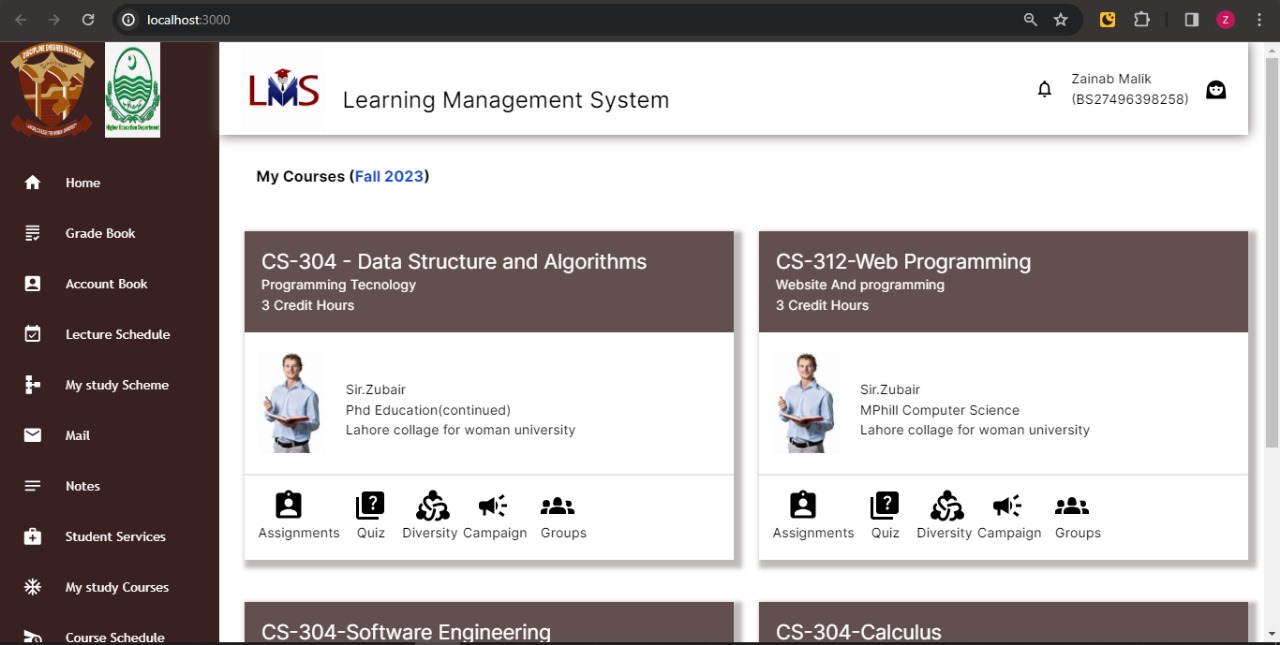 localhost:3000
Z
DISCIPLINE ENSURES SUCCESS
Higher Education Department
Home
Grade Book
Account Book
Lecture Schedule
My study Scheme
Mail
Notes
Student Services
My study Courses
Course Schedule
LMS
Learning Management System
Zainab Malik
(BS27496398258)
My Courses (Fall 2023)
CS-304 - Data Structure and Algorithms
Programming Tecnology
3 Credit Hours
Sir.Zubair
Phd Education(continued)
Lahore collage for woman university
Assignments Quiz Diversity Campaign Groups
CS-312-Web Programming
Website And programming
3 Credit Hours
Sir.Zubair
MPhill Computer Science
Lahore collage for woman university
Assignments Quiz Diversity Campaign Groups
CS-304-Software Engineering
CS-304-Calculus